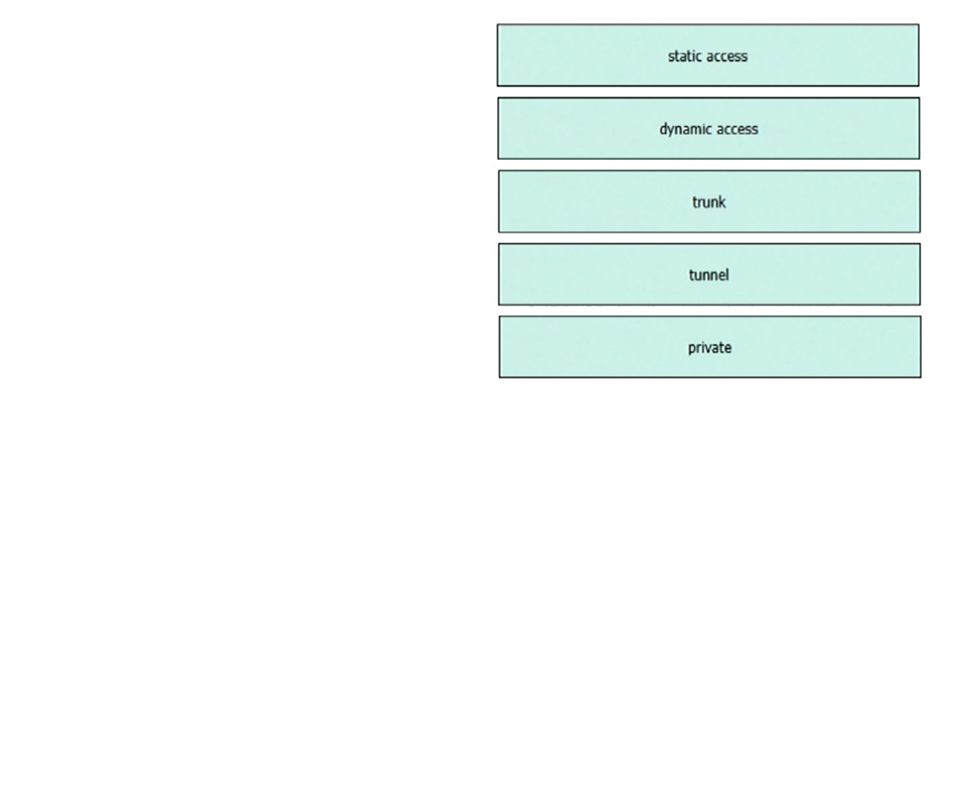 static access
dynamic access
trunk
tunnel
private